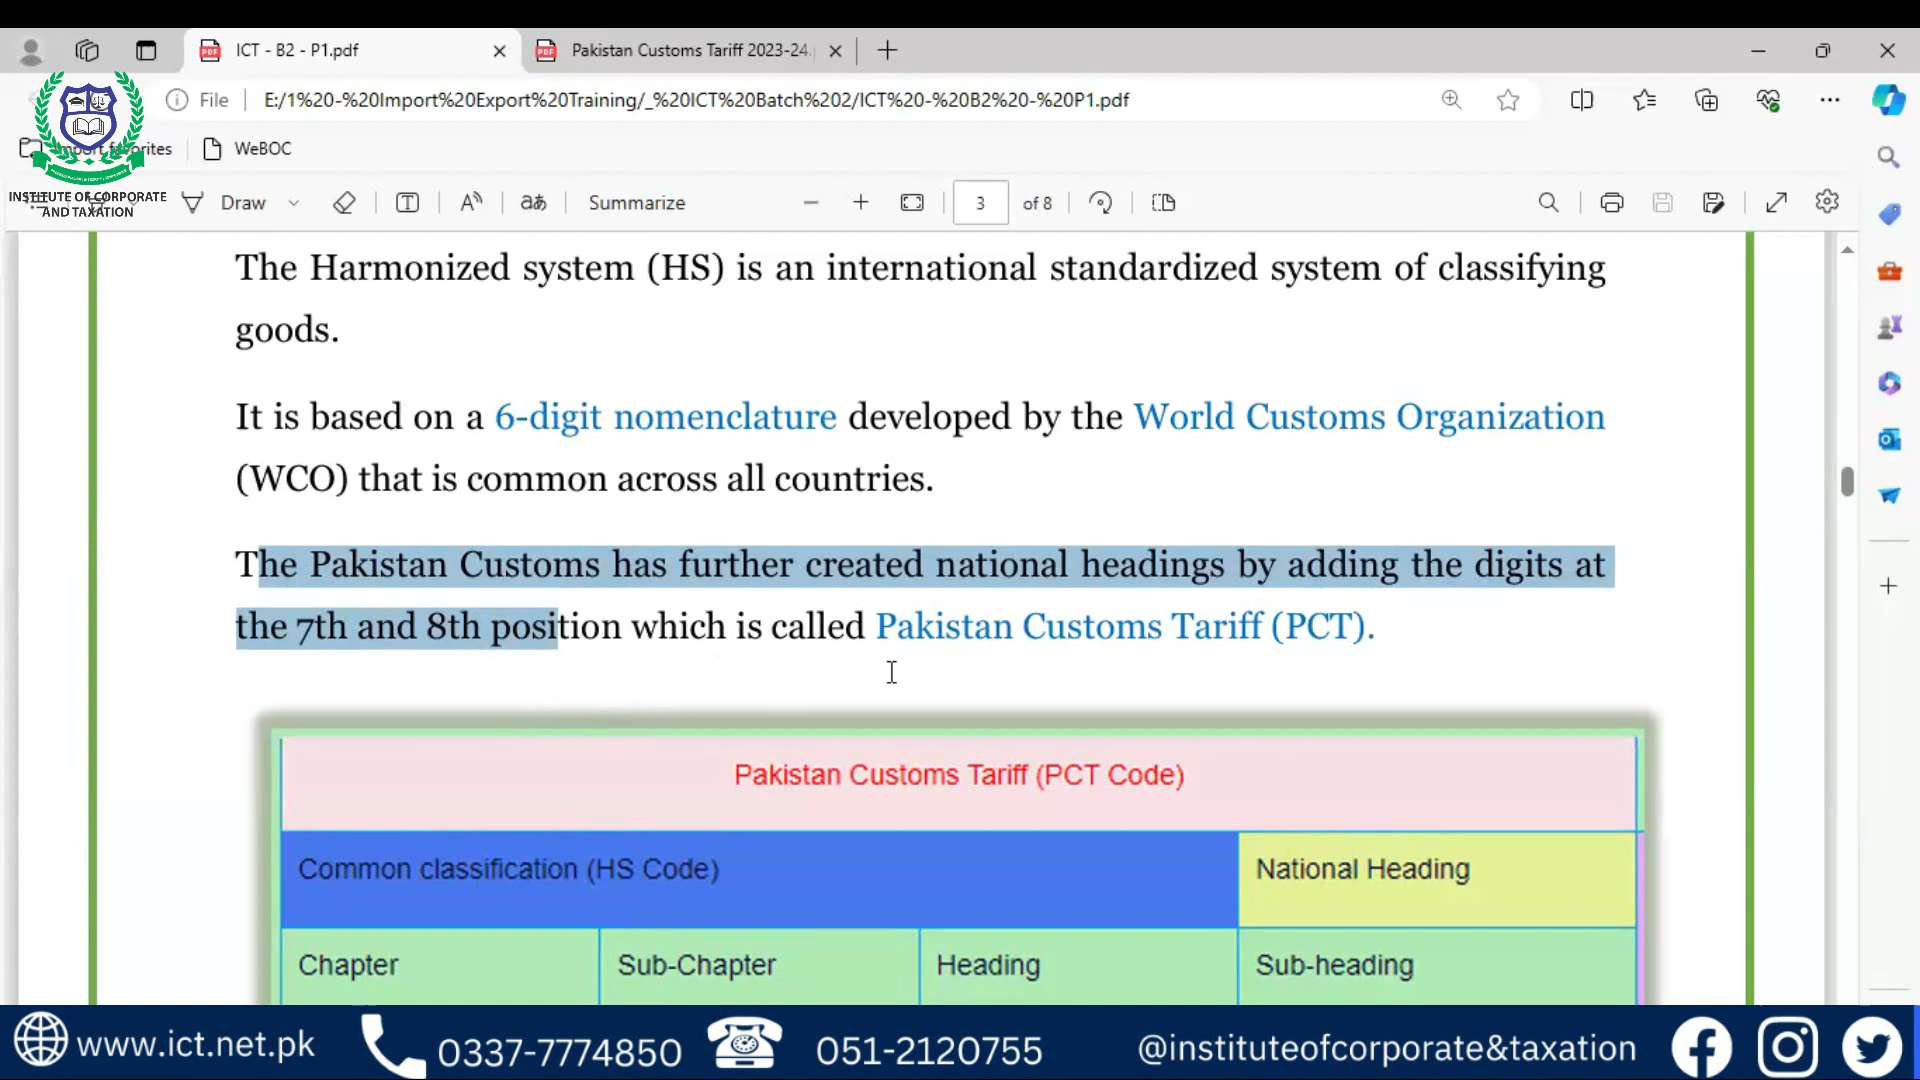 ICT - B2 - P1.pdf
Pakistan Customs Tariff 2023-24.
File
E:/1%20-%20Import%20Export%20Training/_%20ICT%20Batch%202/ICT%20-%20B2%20-%20P1.pdf
Import favorites
WeBOC
INSTITUTE OF CORPORATE
AND TAXATION
Draw
Summarize
3
of 8
The Harmonized system (HS) is an international standardized system of classifying
goods.
It is based on a 6-digit nomenclature developed by the World Customs Organization
(WCO) that is common across all countries.
The Pakistan Customs has further created national headings by adding the digits at
the 7th and 8th position which is called Pakistan Customs Tariff (PCT).
Pakistan Customs Tariff (PCT Code)
Common classification (HS Code)
National Heading
Chapter
Sub-Chapter
Heading
Sub-heading
www.ict.net.pk
0337-7774850
051-2120755
@instituteofcorporate&taxation